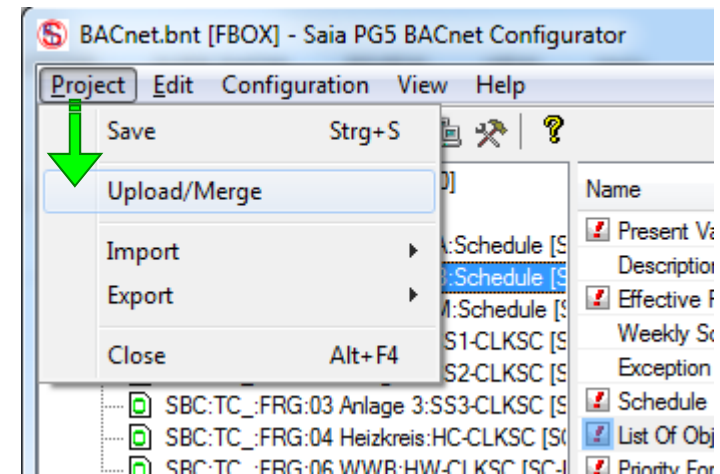 BACnet.bnt [FBOX] - Saia PG5 BACnet Configurator
Project Edit Configuration View Help
Save Strg+S
Upload/Merge
Import
Export
Close Alt+F4
0]
A:Schedule [S
B:Schedule [S
M:Schedule [S
SS1-CLKSC [S
S2-CLKSC [S
SBC:TC_:FRG:03 Anlage 3:SS3-CLKSC [S
SBC:TC_:FRG:04 Heizkreis:HC-CLKSC [S
SBC:TC_:FRG:06 WWB:HW-CLKSC [SC-
Name
Present Va
Description
Effective P
Weekly Sc
Exception
Schedule
List Of Obj
Priority For